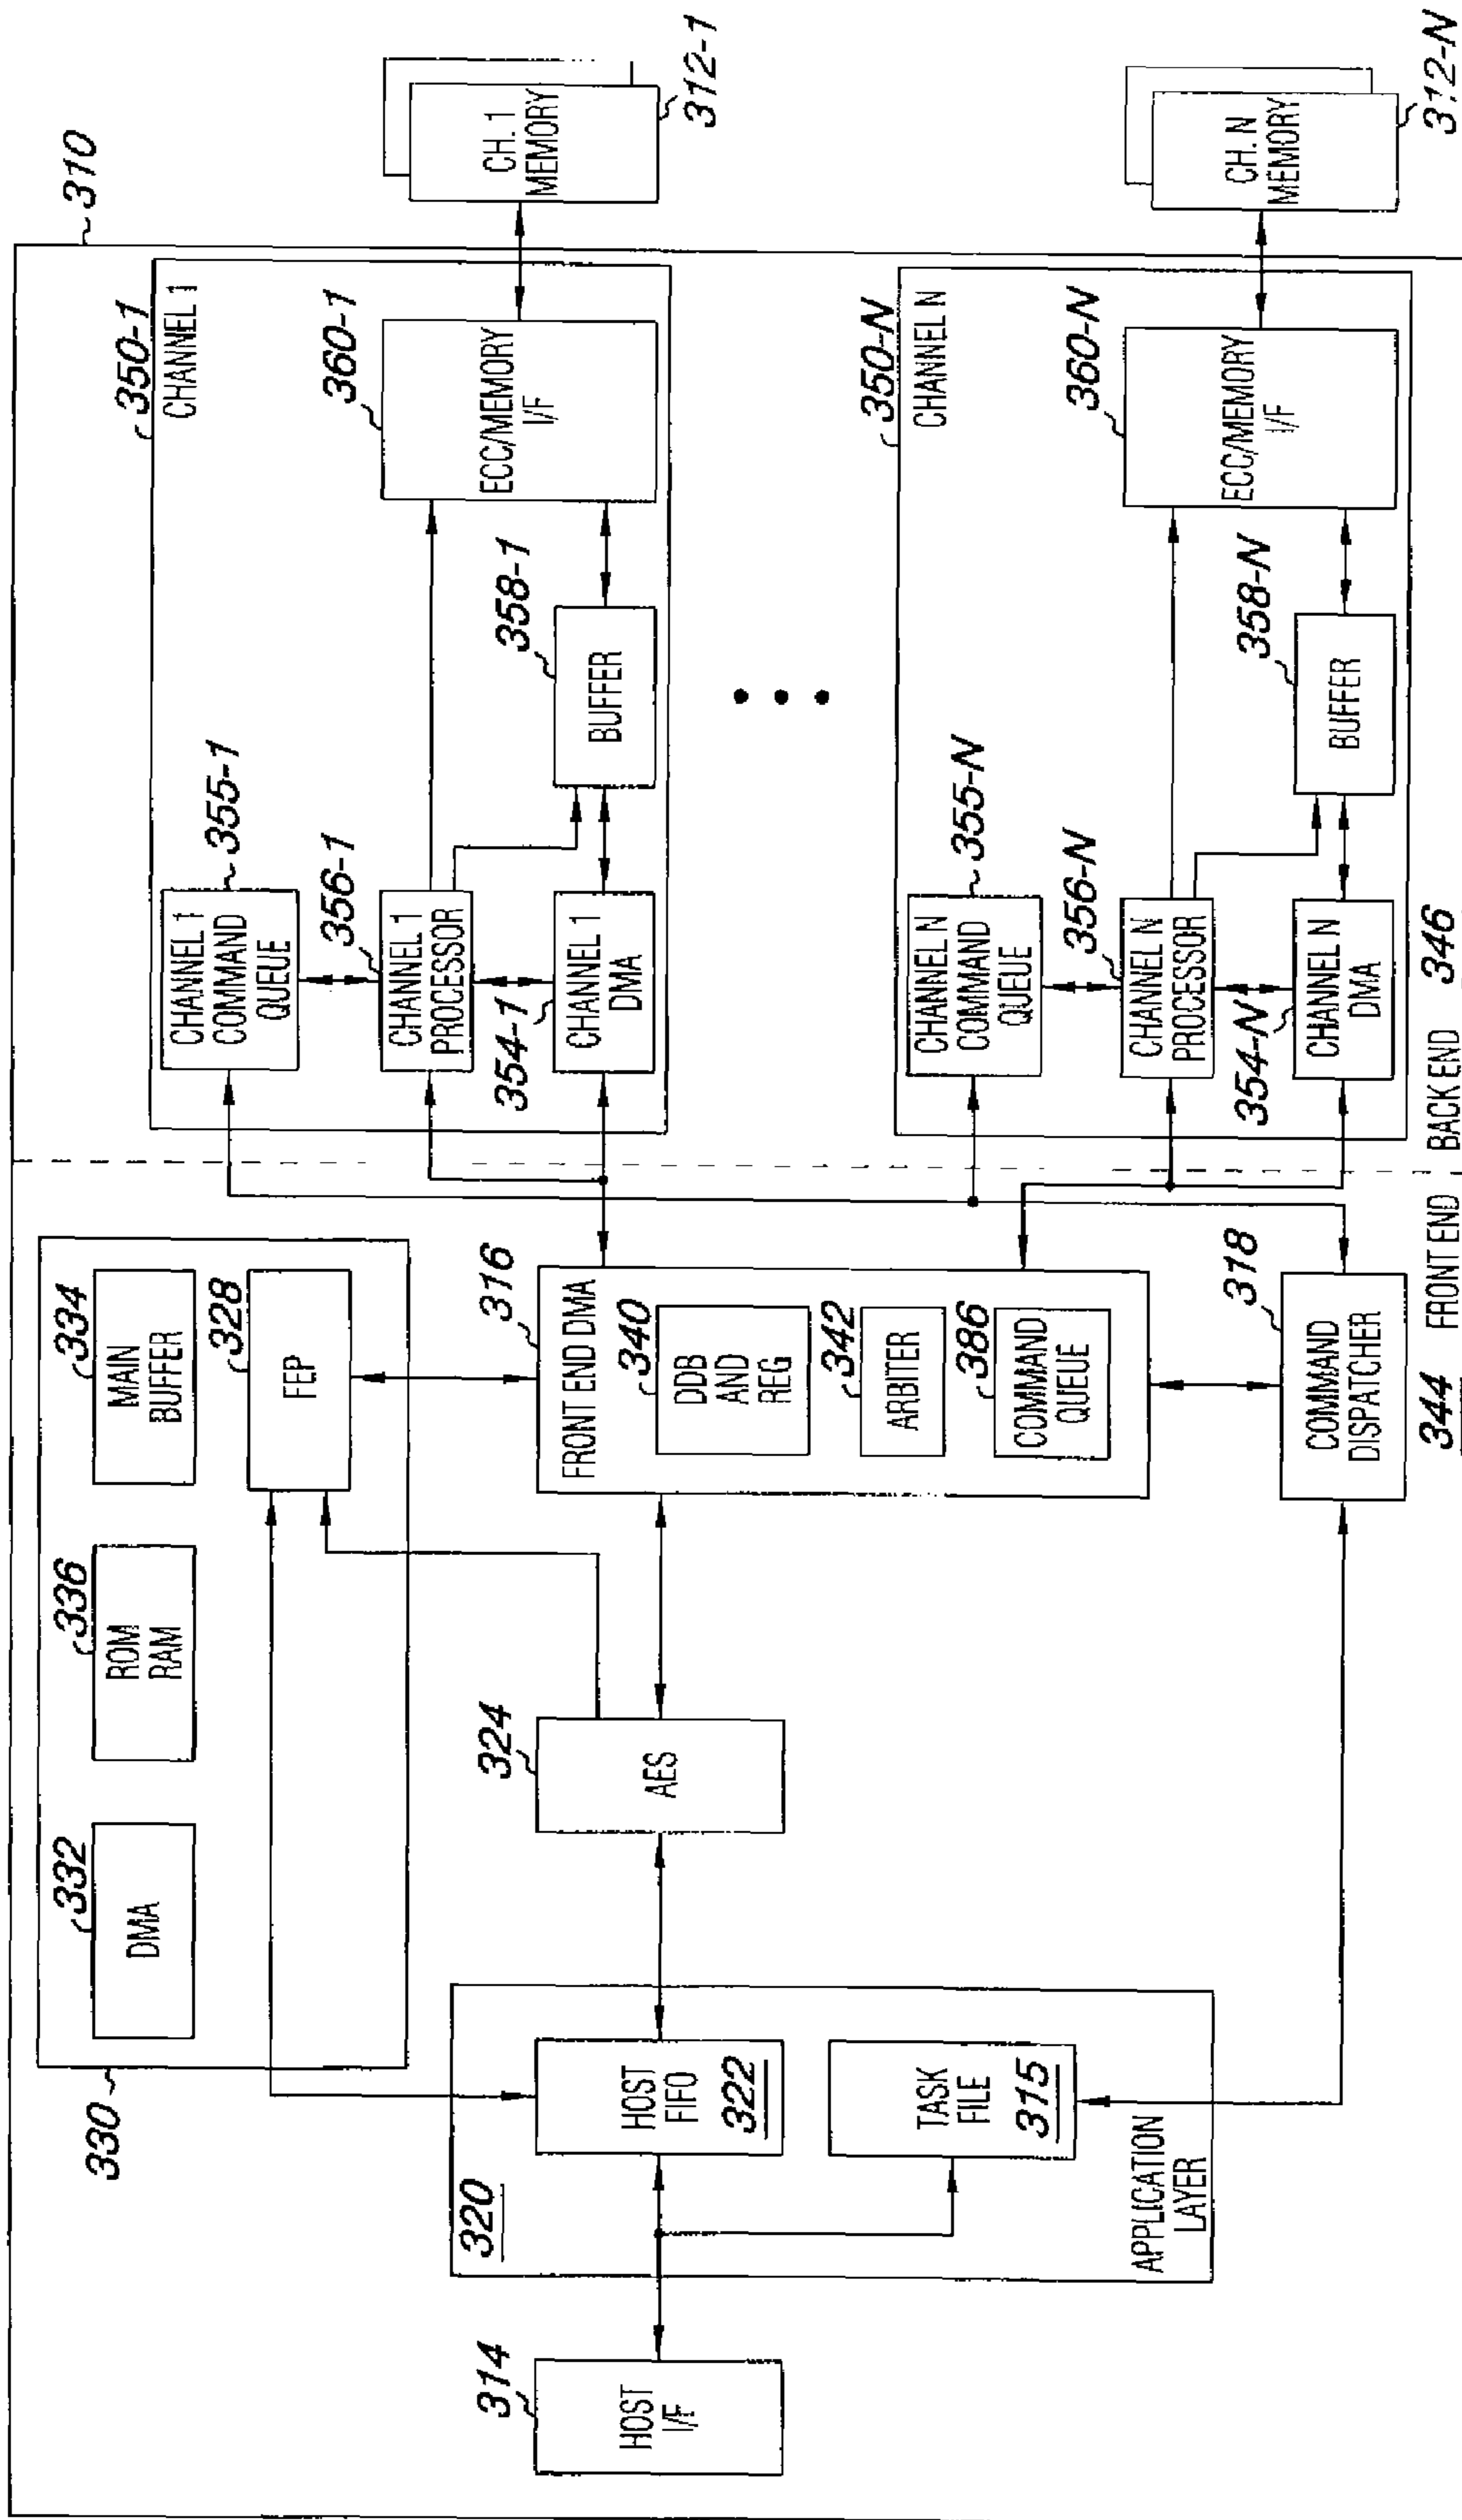 310
330
332
DMA
336
ROM
RAM
334
MAIN
BUFFER
328
FEP
314
HOST
I/F
320
HOST
FIFO
322
TASK
FILE
315
APPLICATION
LAYER
324
AES
316
FRONT END DMA
340
DDB
AND
REG
342
ARBITER
386
COMMAND
QUEUE
318
COMMAND
DISPATCHER
344
FRONT END
BACK END
346
350-1
CHANNEL 1
355-1
CHANNEL 1
COMMAND
QUEUE
356-1
CHANNEL 1
PROCESSOR
354-1
CHANNEL 1
DMA
358-1
BUFFER
360-1
ECC/MEMORY
I/F
CH. 1
MEMORY
312-1
350-N
CHANNEL N
355-N
CHANNEL N
COMMAND
QUEUE
356-N
CHANNEL N
PROCESSOR
354-N
CHANNEL N
DMA
358-N
BUFFER
360-N
ECC/MEMORY
I/F
CH. N
MEMORY
312-N